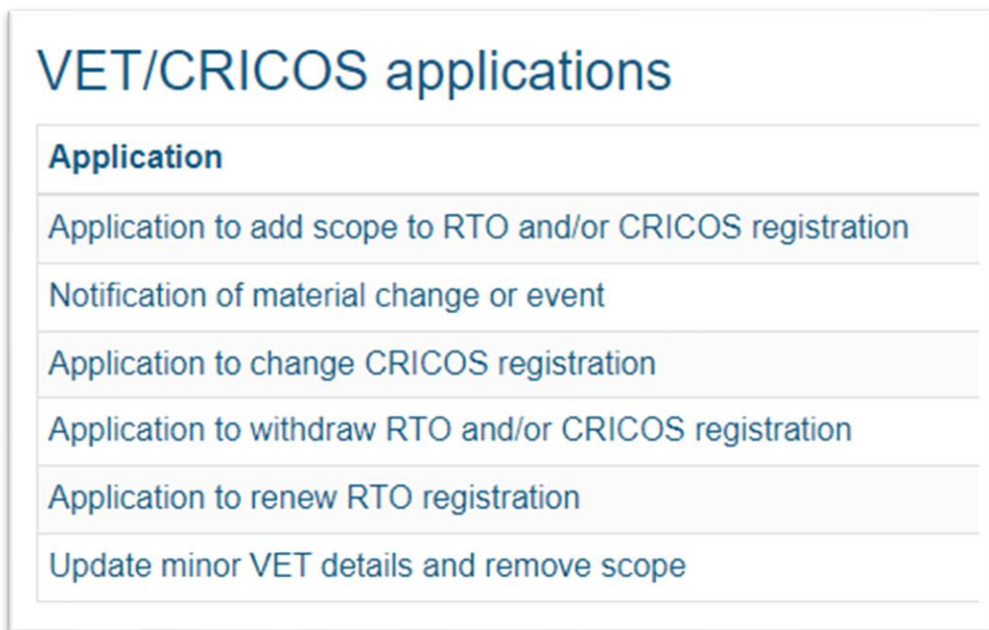 VET/CRICOS applications
Application
Application to add scope to RTO and/or CRICOS registration
Notification of material change or event
Application to change CRICOS registration
Application to withdraw RTO and/or CRICOS registration
Application to renew RTO registration
Update minor VET details and remove scope